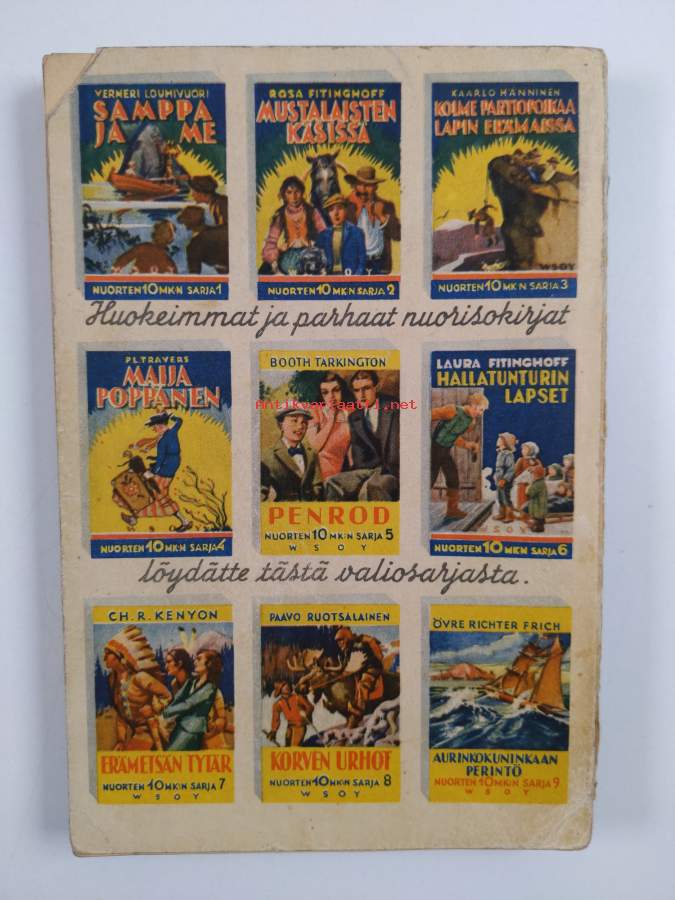 VERNERI LOUHIVUORI
SAMPPA
JA ME
WSOY
NUORTEN 10 MK:N SARJA 1
ROSA FITINGHOFF
MUSTALAISTEN
KÄSISSÄ
WSOY
NUORTEN 10 MK:N SARJA 2
KAARLO HÄNNINEN
KOLME PARTIOPOIKAA
LAPIN ERÄMAISSA
WSOY
NUORTEN 10 MK:N SARJA 3
Huokeimmat ja parhaat nuorisokirjat
P.L. TRAVERS
MAIJA
POPPANEN
WSOY
NUORTEN 10 MK:N SARJA 4
BOOTH TARKINGTON
Antikvariaatti.net
PENROD
NUORTEN 10 MK:N SARJA 5
WSOY
LAURA FITINGHOFF
HALLATUNTURIN
LAPSET
WSOY
NUORTEN 10 MK:N SARJA 6
löydätte tästä valiosarjasta.
CH. R. KENYON
ERÄMETSÄN TYTÄR
NUORTEN 10 MK:N SARJA 7
WSOY
PAAVO RUOTSALAINEN
KORVEN URHOT
NUORTEN 10 MK:N SARJA 8
WSOY
ÖVRE RICHTER FRICH
AURINKOKUNINKAAN
PERINTÖ
NUORTEN 10 MK:N SARJA 9
WSOY